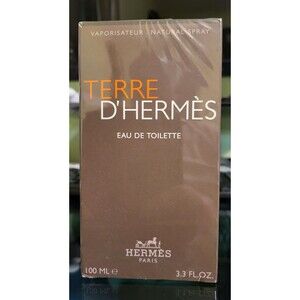 VAPORISATEUR NATURAL SPRAY
TERRE
D'HERMÈS
EAU DE TOILETTE
HERMÈS
PARIS
100 ML ℮ 3.3 FL.OZ.